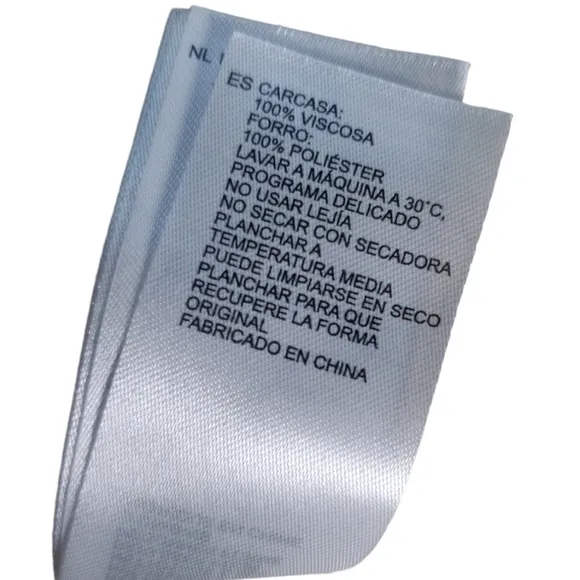 NL
ES CARCASA:
100% VISCOSA
FORRO:
100% POLIÉSTER
LAVAR A MÁQUINA A 30°C,
PROGRAMA DELICADO
NO USAR LEJÍA
NO SECAR CON SECADORA
PLANCHAR A
TEMPERATURA MEDIA
PUEDE LIMPIARSE EN SECO
PLANCHAR PARA QUE
RECUPERE LA FORMA
ORIGINAL
FABRICADO EN CHINA